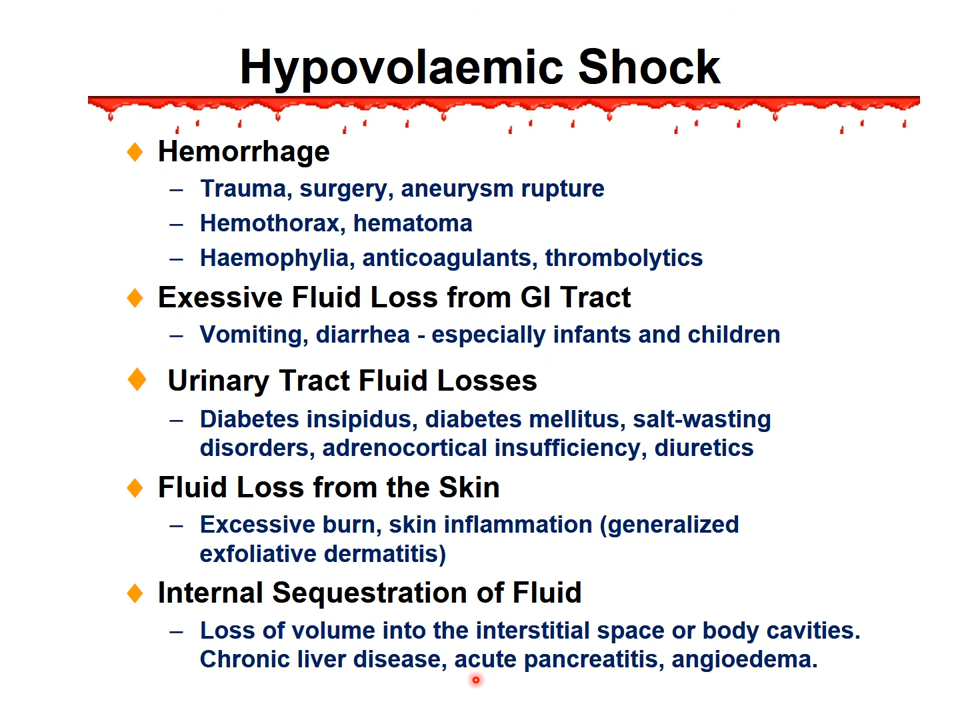 Hypovolaemic Shock
Hemorrhage
– Trauma, surgery, aneurysm rupture
– Hemothorax, hematoma
– Haemophylia, anticoagulants, thrombolytics
Exessive Fluid Loss from GI Tract
– Vomiting, diarrhea - especially infants and children
Urinary Tract Fluid Losses
– Diabetes insipidus, diabetes mellitus, salt-wasting
disorders, adrenocortical insufficiency, diuretics
Fluid Loss from the Skin
– Excessive burn, skin inflammation (generalized
exfoliative dermatitis)
Internal Sequestration of Fluid
– Loss of volume into the interstitial space or body cavities.
Chronic liver disease, acute pancreatitis, angioedema.